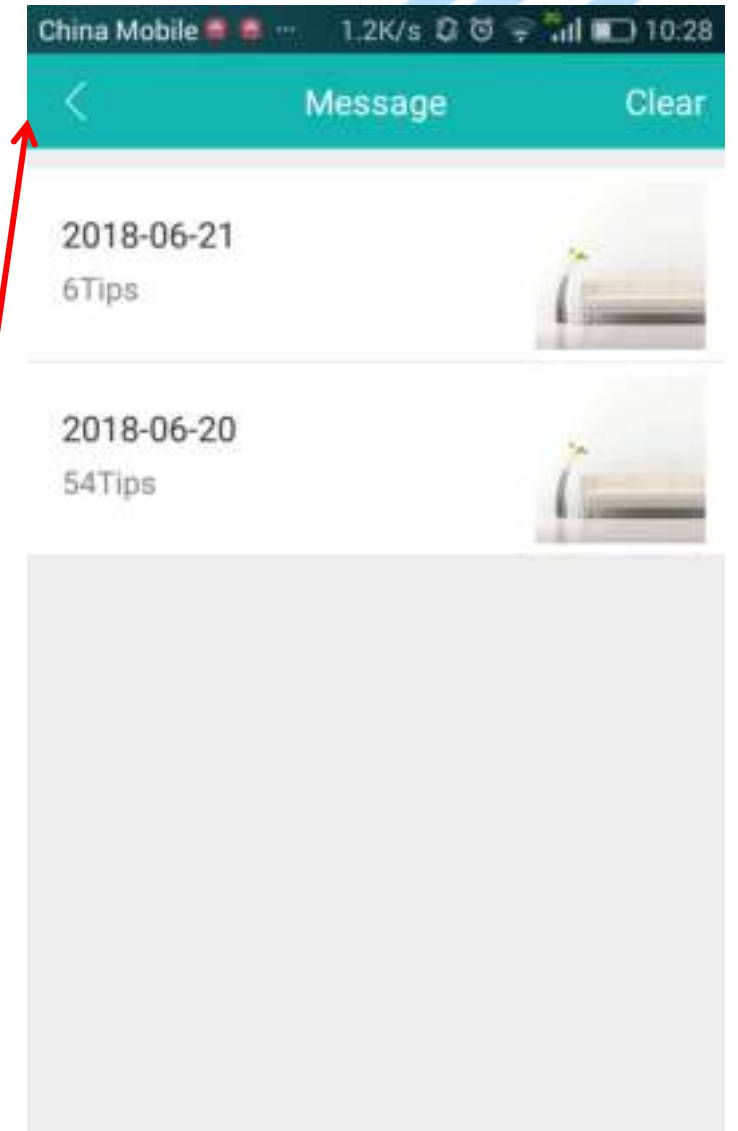 China Mobile ... 1.2K/s 10:28
Message Clear
2018-06-21
6Tips
2018-06-20
54Tips